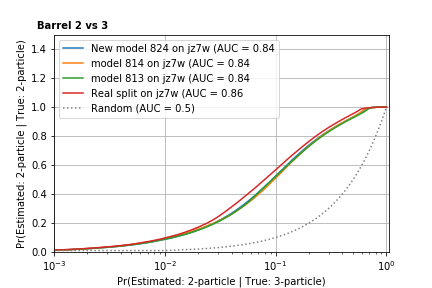 Barrel 2 vs 3
Pr(Estimated: 2-particle | True: 2-particle)
1.4
1.2
1.0
0.8
0.6
0.4
0.2
0.0
New model 824 on jz7w (AUC = 0.84
model 814 on jz7w (AUC = 0.84
model 813 on jz7w (AUC = 0.84
Real split on jz7w (AUC = 0.86
Random (AUC = 0.5)
10⁻³ 10⁻² 10⁻¹ 10⁰
Pr(Estimated: 2-particle | True: 3-particle)